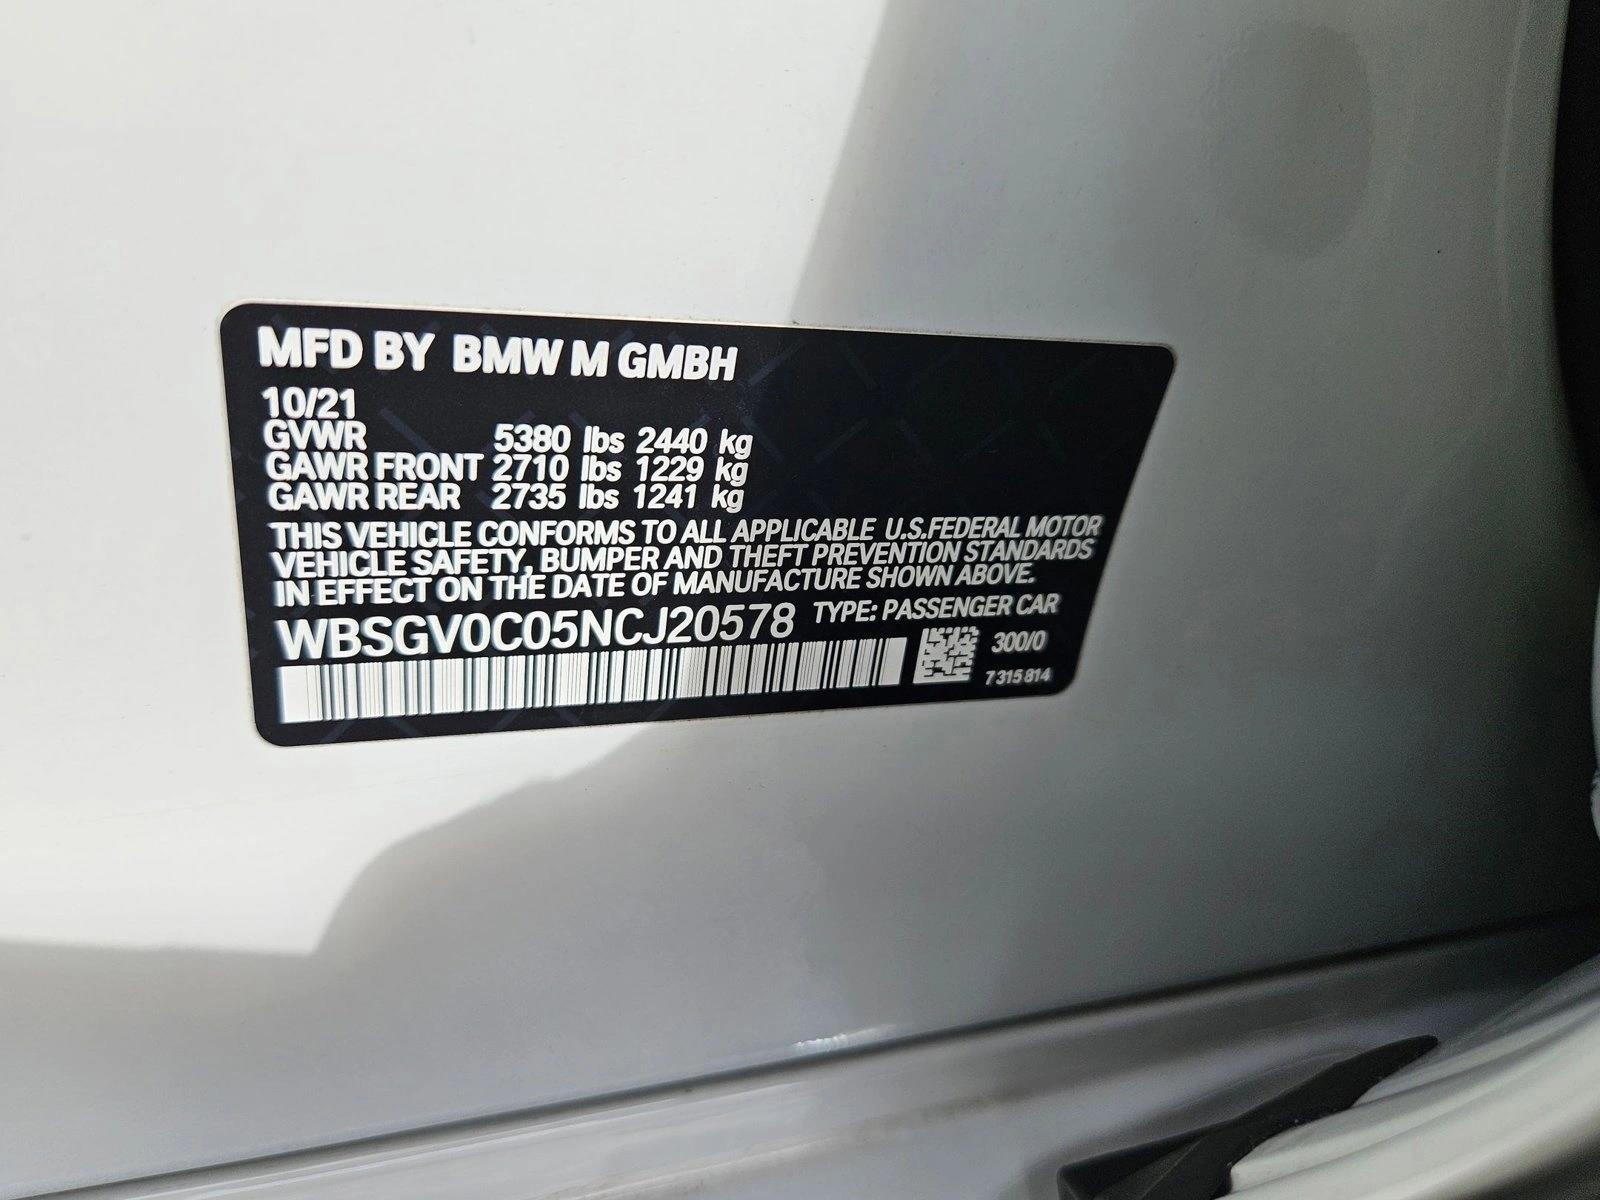 MFD BY BMW M GMBH
10/21
GVWR 5380 lbs 2440 kg
GAWR FRONT 2710 lbs 1229 kg
GAWR REAR 2735 lbs 1241 kg
THIS VEHICLE CONFORMS TO ALL APPLICABLE U.S.FEDERAL MOTOR
VEHICLE SAFETY, BUMPER AND THEFT PREVENTION STANDARDS
IN EFFECT ON THE DATE OF MANUFACTURE SHOWN ABOVE.
WBSGV0C05NCJ20578 TYPE: PASSENGER CAR
300/0
7 315 814